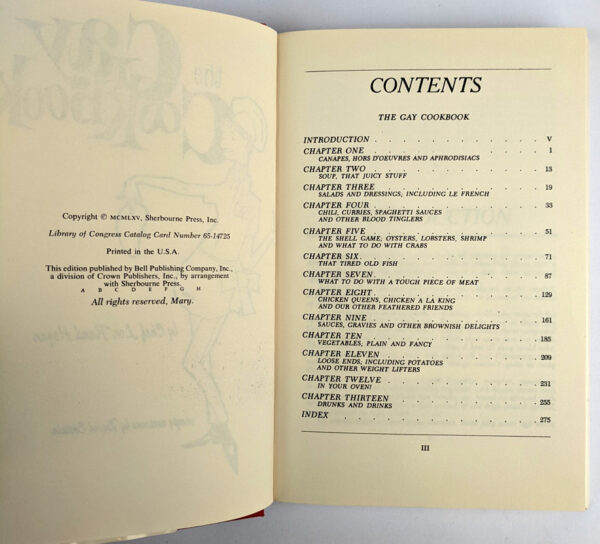 the
Gay
Cookbook
Copyright © MCMLXV, Sherbourne Press, Inc.
Library of Congress Catalog Card Number 65-14725
Printed in the U.S.A.
This edition published by Bell Publishing Company, Inc.,
a division of Crown Publishers, Inc., by arrangement
with Sherbourne Press.
A B C D E F G H
All rights reserved, Mary.
CONTENTS
THE GAY COOKBOOK
INTRODUCTION . . . . . . . . . . . . V
CHAPTER ONE . . . . . . . . . . . . 1
CANAPES, HORS D'OEUVRES AND APHRODISIACS
CHAPTER TWO . . . . . . . . . . . . 13
SOUP, THAT JUICY STUFF
CHAPTER THREE . . . . . . . . . . . . 19
SALADS AND DRESSINGS; INCLUDING LE FRENCH
CHAPTER FOUR . . . . . . . . . . . . 33
CHILI, CURRIES, SPAGHETTI SAUCES
AND OTHER BLOOD TINGLERS
CHAPTER FIVE . . . . . . . . . . . . 51
THE SHELL GAME; OYSTERS, LOBSTERS, SHRIMP
AND WHAT TO DO WITH CRABS
CHAPTER SIX . . . . . . . . . . . . 71
THAT TIRED OLD FISH
CHAPTER SEVEN . . . . . . . . . . . . 87
WHAT TO DO WITH A TOUGH PIECE OF MEAT
CHAPTER EIGHT . . . . . . . . . . . . 129
CHICKEN QUEENS, CHICKEN A LA KING
AND OUR OTHER FEATHERED FRIENDS
CHAPTER NINE . . . . . . . . . . . . 161
SAUCES, GRAVIES AND OTHER BROWNISH DELIGHTS
CHAPTER TEN . . . . . . . . . . . . 185
VEGETABLES; PLAIN AND FANCY
CHAPTER ELEVEN . . . . . . . . . . . . 209
LOOSE ENDS; INCLUDING POTATOES
AND OTHER WEIGHT LIFTERS
CHAPTER TWELVE . . . . . . . . . . . . 231
IN YOUR OVEN!
CHAPTER THIRTEEN . . . . . . . . . . . . 255
DRUNKS AND DRINKS
INDEX . . . . . . . . . . . . 275
III